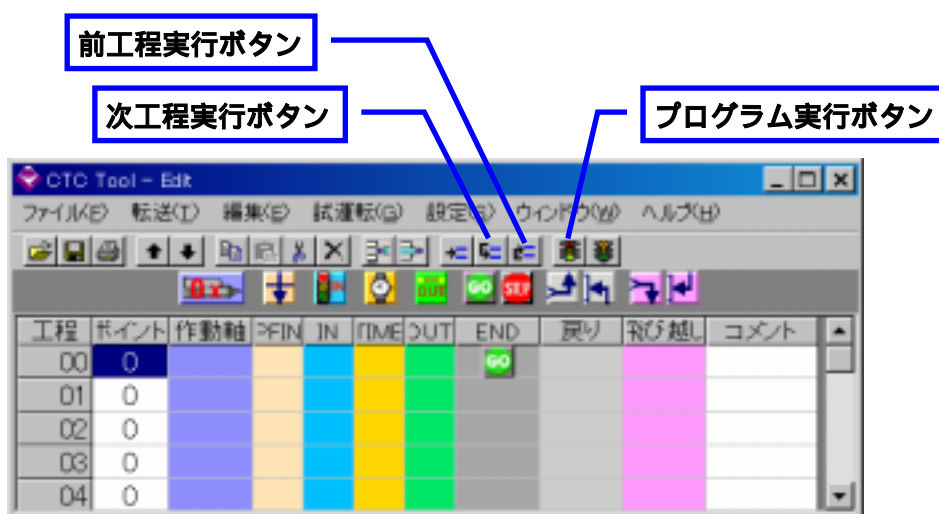 前工程実行ボタン
次工程実行ボタン
プログラム実行ボタン
CTC Tool - Edit
ファイル(F) 転送(T) 編集(E) 試運転(G) 設定(S) ウィンドウ(W) ヘルプ(H)
IN OUT GO STEP
工程 ポイント 作動軸 PFIN IN TIME OUT END 戻り 飛び越し コメント
00 0 GO
01 0
02 0
03 0
04 0